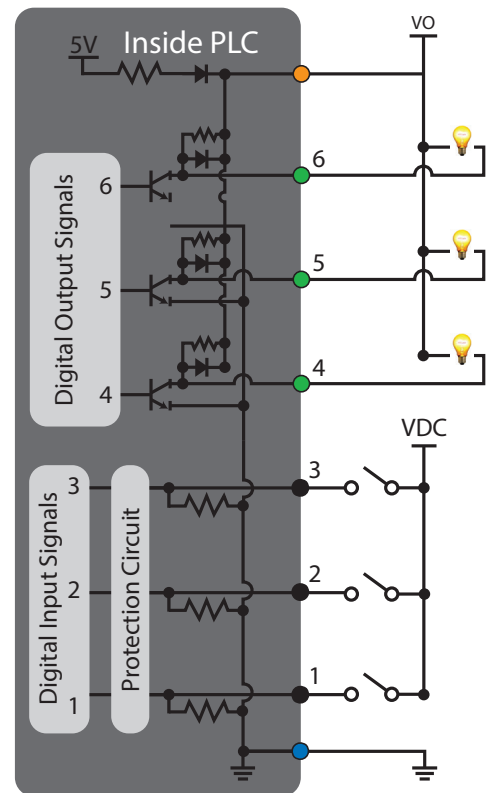 Inside PLC
5V
VO
6
6
5
5
4
4
Digital Output Signals
VDC
3
3
2
2
1
1
Digital Input Signals
Protection Circuit